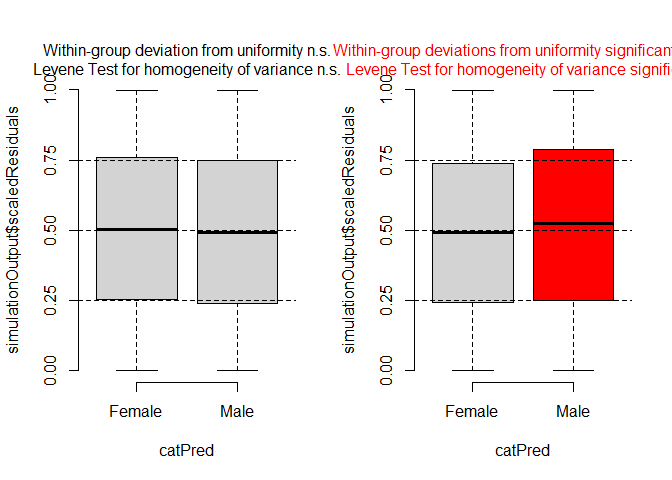 Within-group deviation from uniformity n.s.
Levene Test for homogeneity of variance n.s.
simulationOutput$scaledResiduals
1.00
0.75
0.50
0.25
0.00
Female
Male
catPred
Within-group deviations from uniformity significant
Levene Test for homogeneity of variance signifi
simulationOutput$scaledResiduals
1.00
0.75
0.50
0.25
0.00
Female
Male
catPred